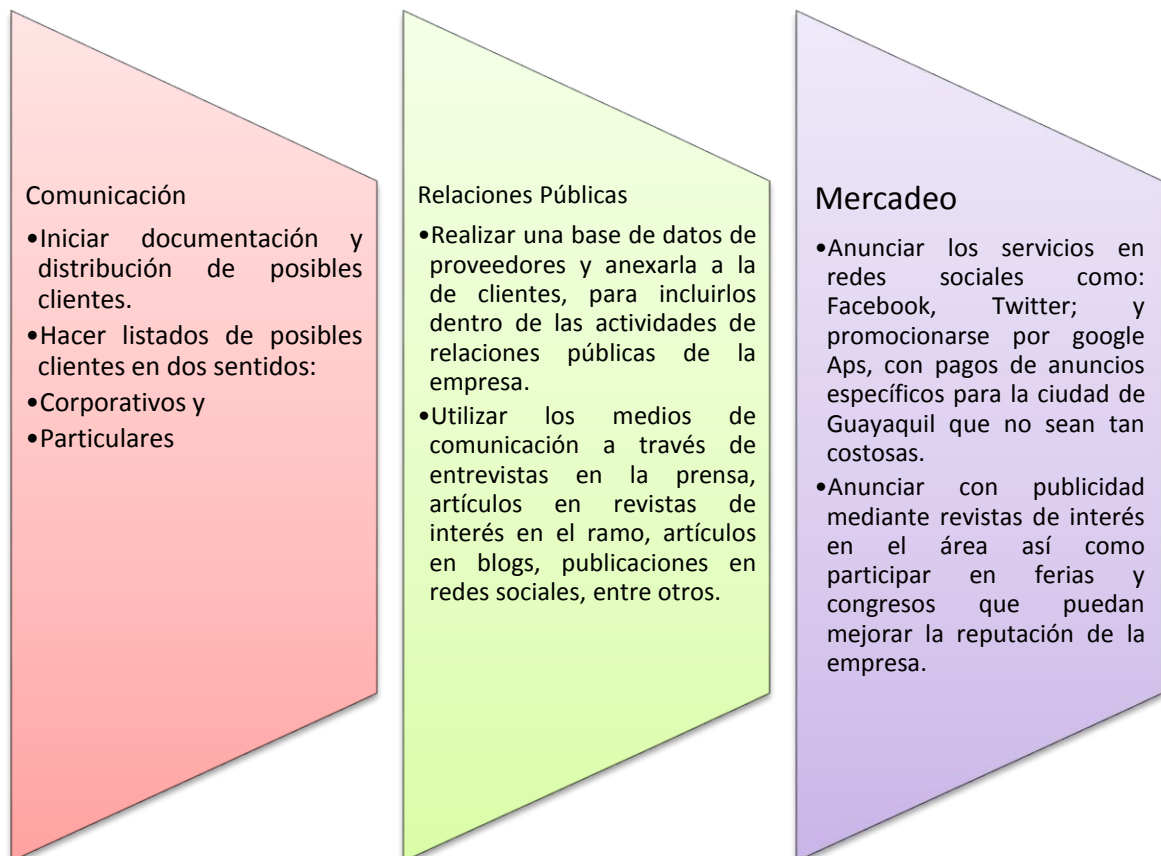 Comunicación
•Iniciar documentación y
distribución de posibles
clientes.
•Hacer listados de posibles
clientes en dos sentidos:
•Corporativos y
•Particulares
Relaciones Públicas
•Realizar una base de datos de
proveedores y anexarla a la
de clientes, para incluirlos
dentro de las actividades de
relaciones públicas de la
empresa.
•Utilizar los medios de
comunicación a través de
entrevistas en la prensa,
artículos en revistas de
interés en el ramo, artículos
en blogs, publicaciones en
redes sociales, entre otros.
Mercadeo
•Anunciar los servicios en
redes sociales como:
Facebook, Twitter; y
promocionarse por google
Aps, con pagos de anuncios
específicos para la ciudad de
Guayaquil que no sean tan
costosas.
•Anunciar con publicidad
mediante revistas de interés
en el área así como
participar en ferias y
congresos que puedan
mejorar la reputación de la
empresa.